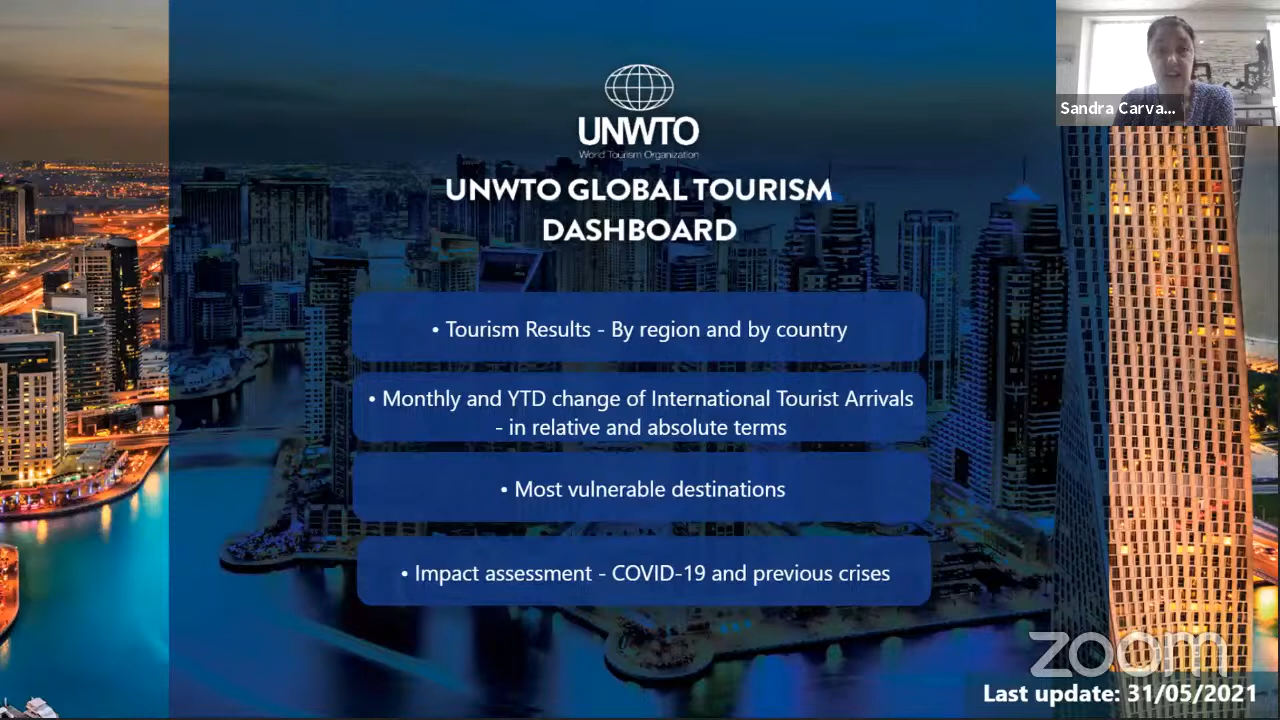 Sandra Carva...
UNWTO
World Tourism Organization
UNWTO GLOBAL TOURISM
DASHBOARD
• Tourism Results - By region and by country
• Monthly and YTD change of International Tourist Arrivals
- in relative and absolute terms
• Most vulnerable destinations
• Impact assessment - COVID-19 and previous crises
zoom
Last update: 31/05/2021